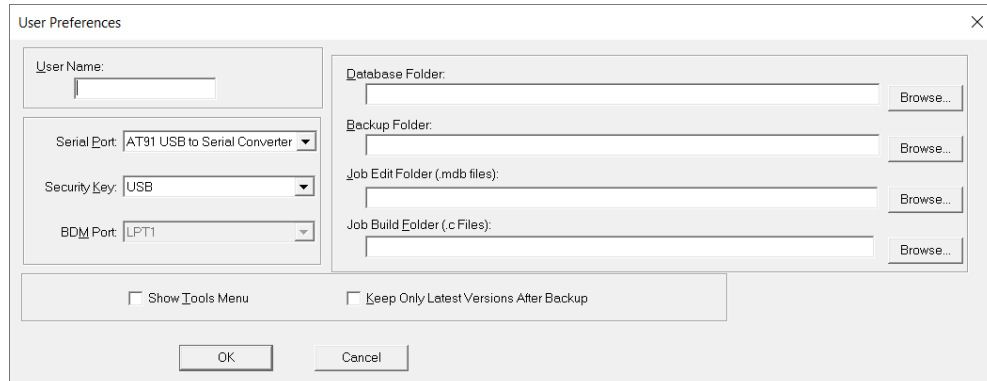 User Preferences
User Name:
Serial Port: AT91 USB to Serial Converter
Security Key: USB
BDM Port: LPT1
Database Folder:
Browse...
Backup Folder:
Browse...
Job Edit Folder (.mdb files):
Browse...
Job Build Folder (.c Files):
Browse...
Show Tools Menu
Keep Only Latest Versions After Backup
OK
Cancel